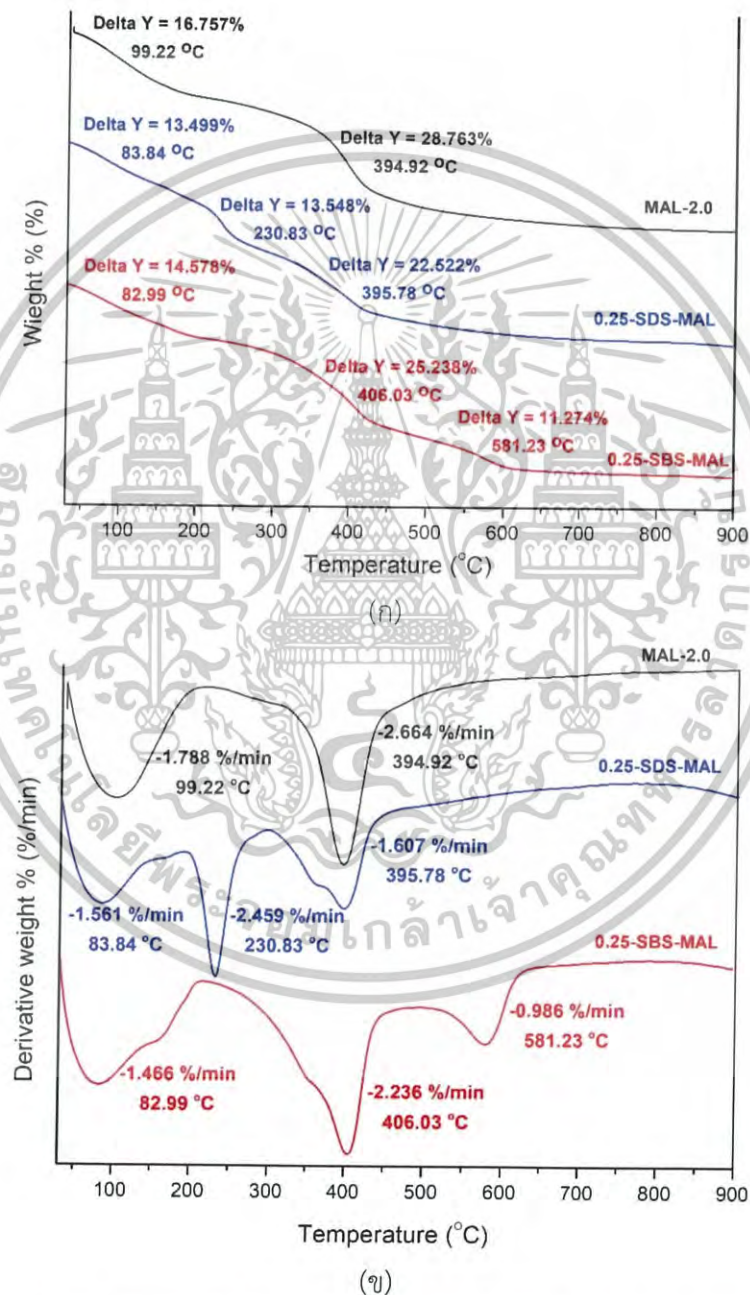 Delta Y = 16.757%
99.22 °C
Delta Y = 13.499%
83.84 °C
Delta Y = 28.763%
394.92 °C
MAL-2.0
Delta Y = 13.548%
230.83 °C
Delta Y = 14.578%
82.99 °C
Delta Y = 22.522%
395.78 °C
0.25-SDS-MAL
Delta Y = 25.238%
406.03 °C
Delta Y = 11.274%
581.23 °C
0.25-SBS-MAL
Wieght % (%)
100 200 300 400 500 600 700 800 900
Temperature (°C)
(ก)
MAL-2.0
-1.788 %/min
99.22 °C
-2.664 %/min
394.92 °C
0.25-SDS-MAL
-1.607 %/min
395.78 °C
-1.561 %/min
83.84 °C
-2.459 %/min
230.83 °C
0.25-SBS-MAL
-0.986 %/min
581.23 °C
-1.466 %/min
82.99 °C
-2.236 %/min
406.03 °C
Derivative weight % (%/min)
100 200 300 400 500 600 700 800 900
Temperature (°C)
(ข)